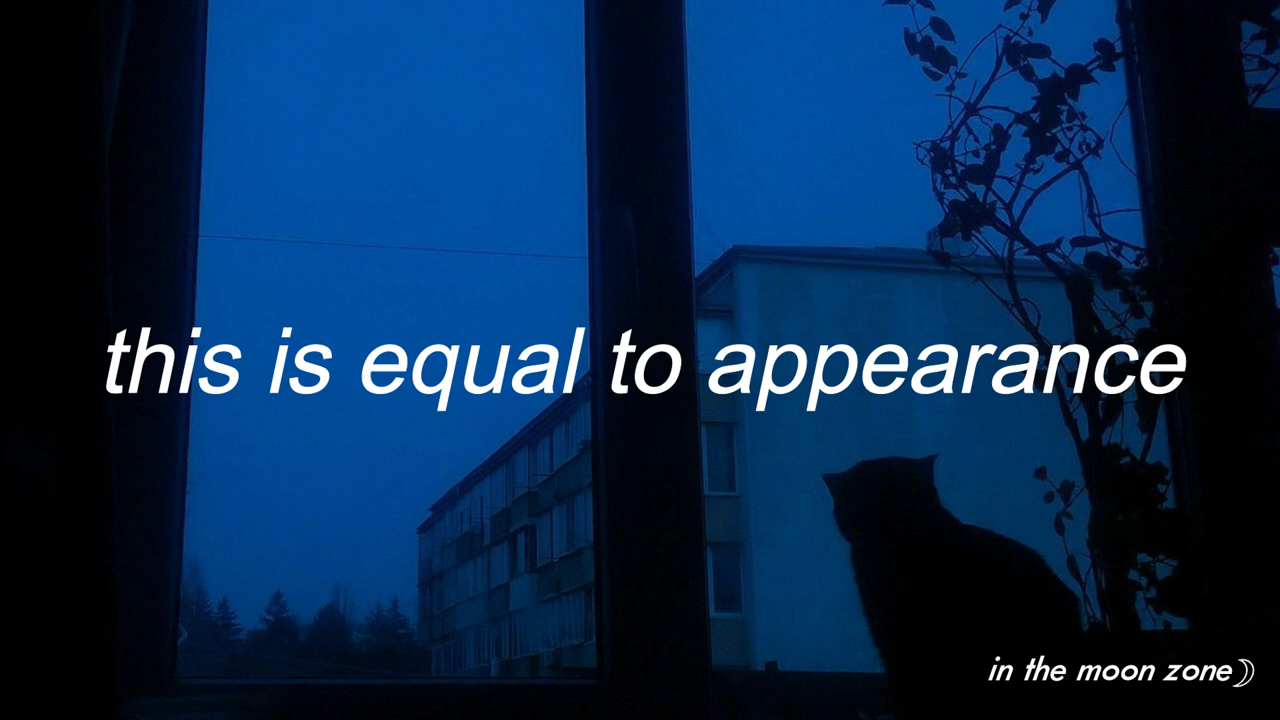 this is equal to appearance
in the moon zone☽